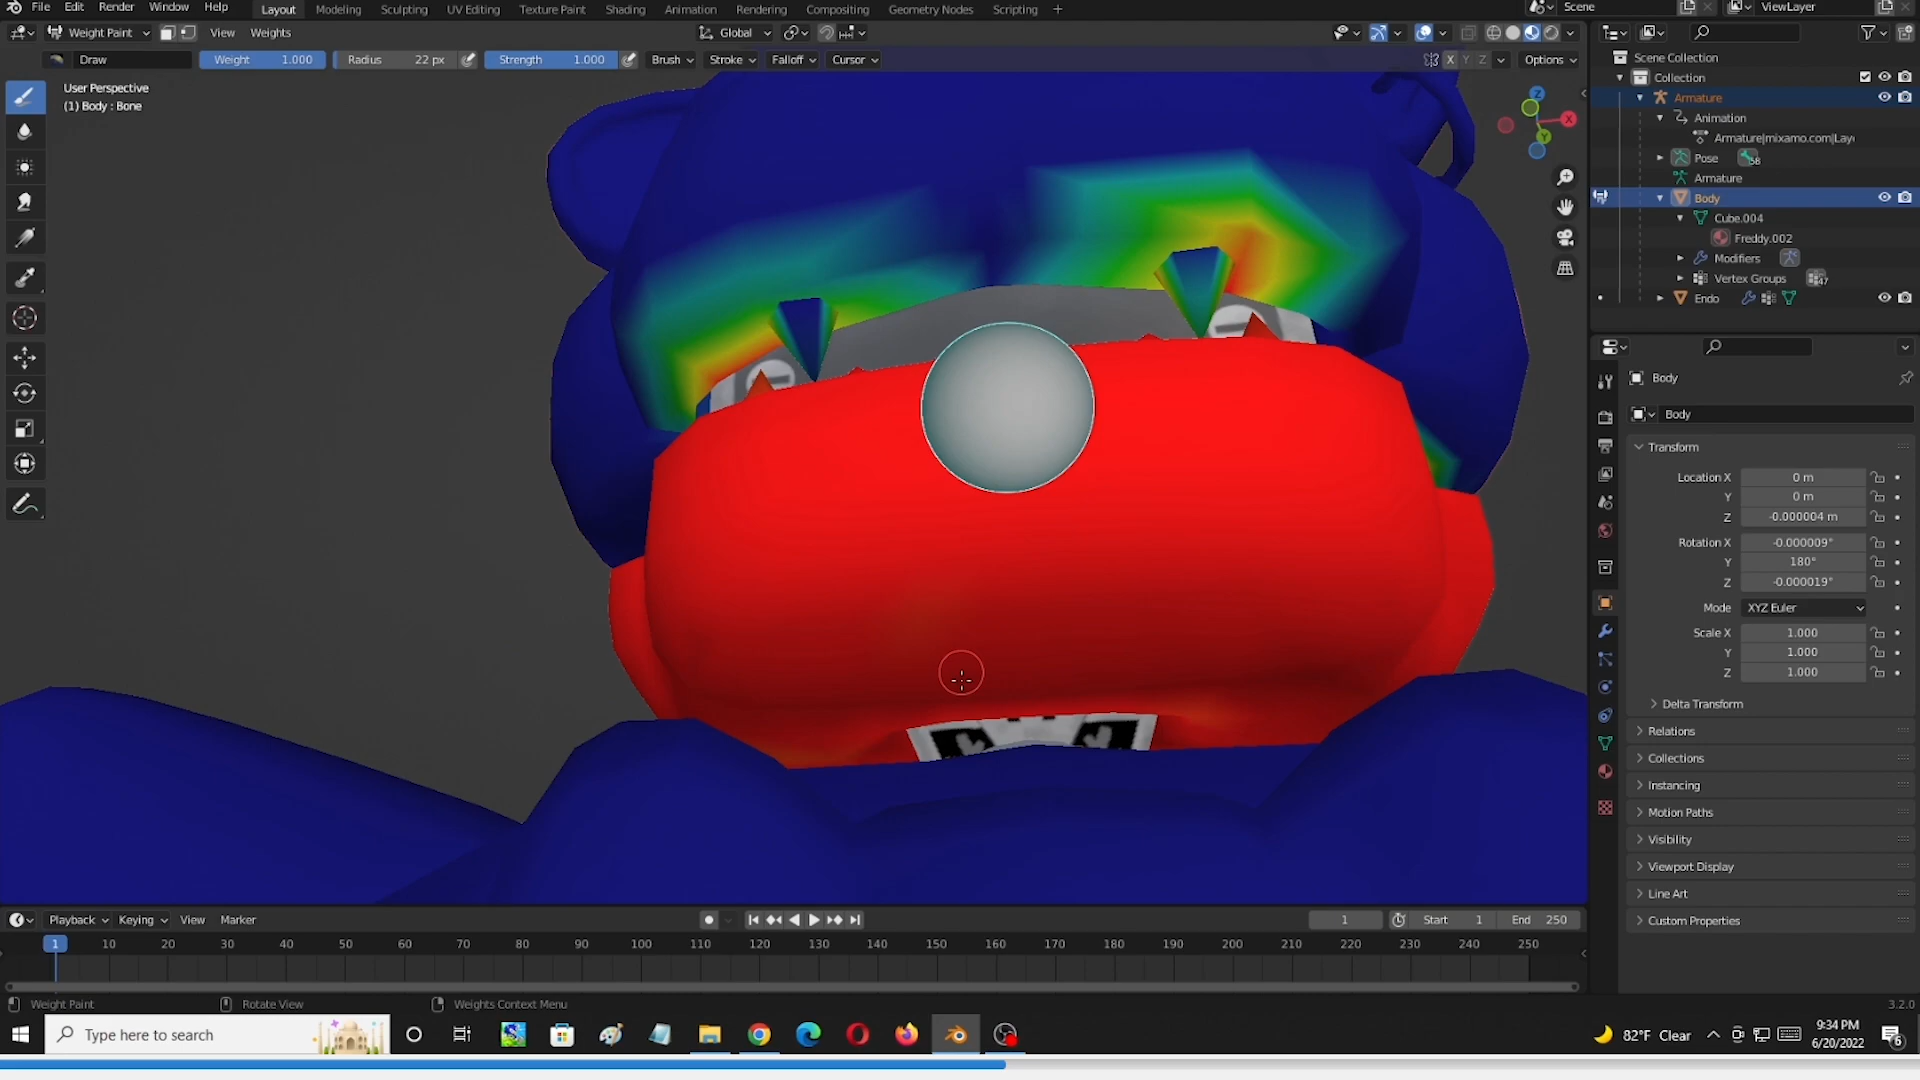 File Edit Render Window Help Layout Modeling Sculpting UV Editing Texture Paint Shading Animation Rendering Compositing Geometry Nodes Scripting + Scene ViewLayer
Weight Paint View Weights Global
Draw Weight 1.000 Radius 22 px Strength 1.000 Brush Stroke Falloff Cursor X Y Z Options
User Perspective
(1) Body : Bone
Z
X
Y
Scene Collection
Collection
Armature
Animation
Armature|mixamo.com|Laye
Pose 58
Armature
Body
Cube.004
Freddy.002
Modifiers
Vertex Groups 47
Endo
Body
Body
Transform
Location X 0 m
Y 0 m
Z -0.000004 m
Rotation X -0.000009°
Y 180°
Z -0.000019°
Mode XYZ Euler
Scale X 1.000
Y 1.000
Z 1.000
Delta Transform
Relations
Collections
Instancing
Motion Paths
Visibility
Viewport Display
Line Art
Custom Properties
Playback Keying View Marker 1 Start 1 End 250
1 10 20 30 40 50 60 70 80 90 100 110 120 130 140 150 160 170 180 190 200 210 220 230 240 250
Weight Paint Rotate View Weights Context Menu 3.2.0
Type here to search 82°F Clear 9:34 PM
6/20/2022 6